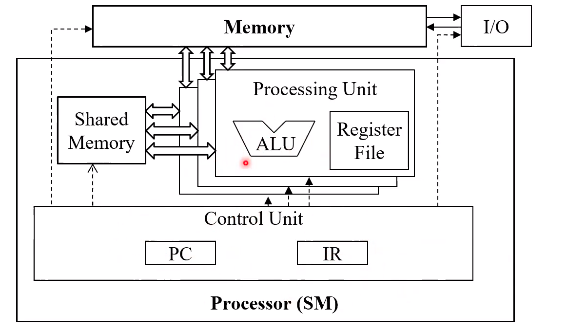 Memory
I/O
Processing Unit
Shared
Memory
ALU
Register
File
Control Unit
PC
IR
Processor (SM)